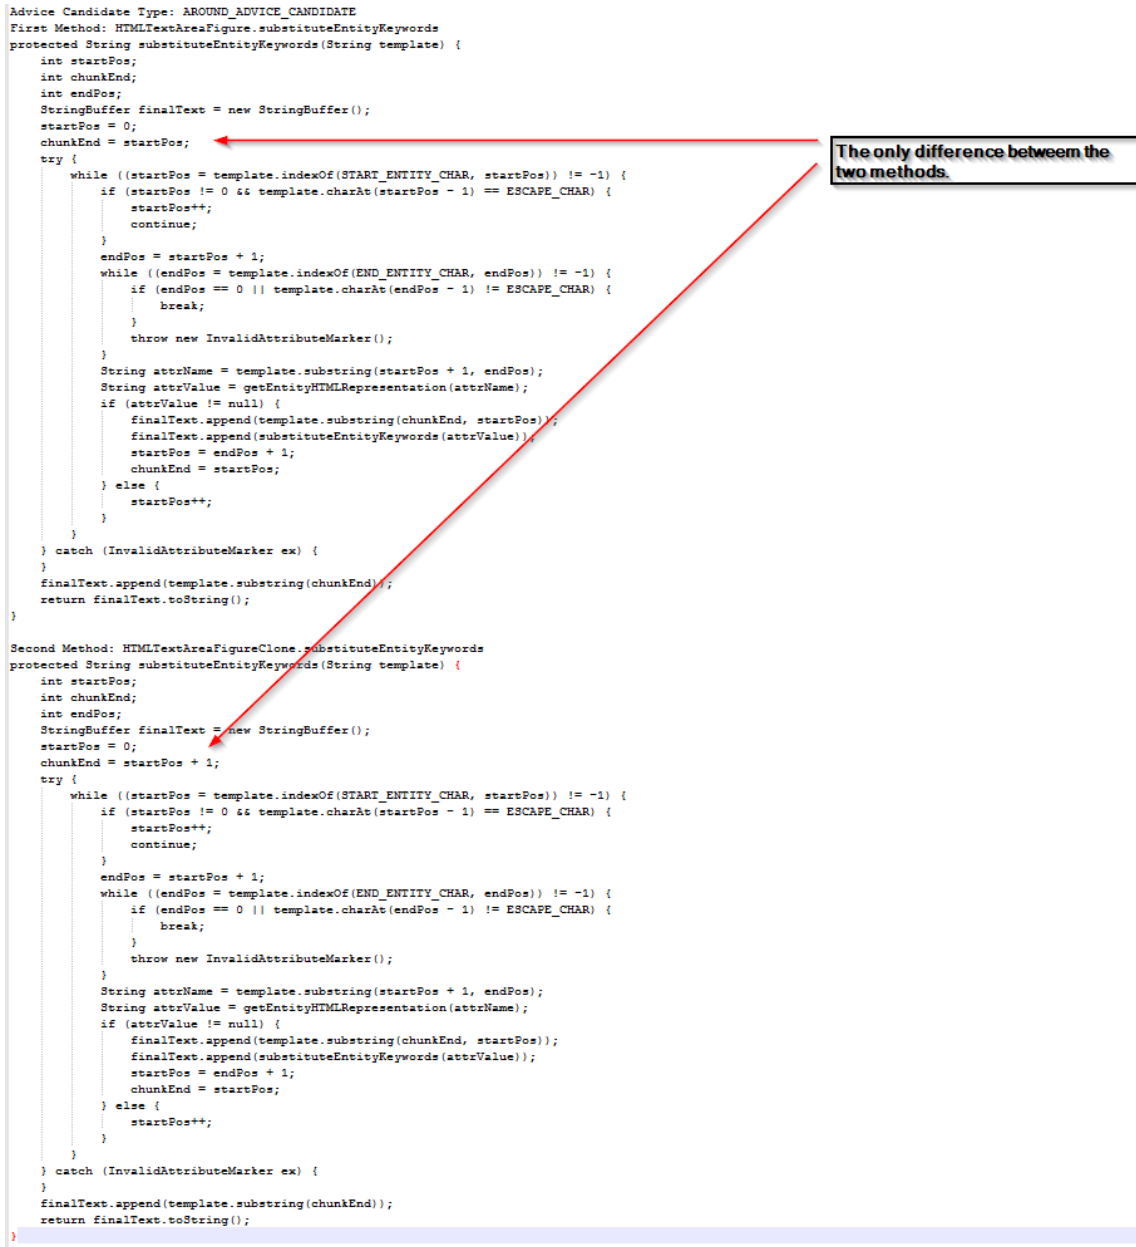 Advice Candidate Type: AROUND_ADVICE_CANDIDATE
First Method: HTMLTextAreaFigure.substituteEntityKeywords
protected String substituteEntityKeywords(String template) {
    int startPos;
    int chunkEnd;
    int endPos;
    StringBuffer finalText = new StringBuffer();
    startPos = 0;
    chunkEnd = startPos;
    try {
        while ((startPos = template.indexOf(START_ENTITY_CHAR, startPos)) != -1) {
            if (startPos != 0 && template.charAt(startPos - 1) == ESCAPE_CHAR) {
                startPos++;
                continue;
            }
            endPos = startPos + 1;
            while ((endPos = template.indexOf(END_ENTITY_CHAR, endPos)) != -1) {
                if (endPos == 0 || template.charAt(endPos - 1) != ESCAPE_CHAR) {
                    break;
                }
                throw new InvalidAttributeMarker();
            }
            String attrName = template.substring(startPos + 1, endPos);
            String attrValue = getEntityHTMLRepresentation(attrName);
            if (attrValue != null) {
                finalText.append(template.substring(chunkEnd, startPos));
                finalText.append(substituteEntityKeywords(attrValue));
                startPos = endPos + 1;
                chunkEnd = startPos;
            } else {
                startPos++;
            }
        }
    } catch (InvalidAttributeMarker ex) {
    }
    finalText.append(template.substring(chunkEnd));
    return finalText.toString();
}
The only difference betweem the
two methods.
Second Method: HTMLTextAreaFigureClone.substituteEntityKeywords
protected String substituteEntityKeywords(String template) {
    int startPos;
    int chunkEnd;
    int endPos;
    StringBuffer finalText = new StringBuffer();
    startPos = 0;
    chunkEnd = startPos + 1;
    try {
        while ((startPos = template.indexOf(START_ENTITY_CHAR, startPos)) != -1) {
            if (startPos != 0 && template.charAt(startPos - 1) == ESCAPE_CHAR) {
                startPos++;
                continue;
            }
            endPos = startPos + 1;
            while ((endPos = template.indexOf(END_ENTITY_CHAR, endPos)) != -1) {
                if (endPos == 0 || template.charAt(endPos - 1) != ESCAPE_CHAR) {
                    break;
                }
                throw new InvalidAttributeMarker();
            }
            String attrName = template.substring(startPos + 1, endPos);
            String attrValue = getEntityHTMLRepresentation(attrName);
            if (attrValue != null) {
                finalText.append(template.substring(chunkEnd, startPos));
                finalText.append(substituteEntityKeywords(attrValue));
                startPos = endPos + 1;
                chunkEnd = startPos;
            } else {
                startPos++;
            }
        }
    } catch (InvalidAttributeMarker ex) {
    }
    finalText.append(template.substring(chunkEnd));
    return finalText.toString();
}